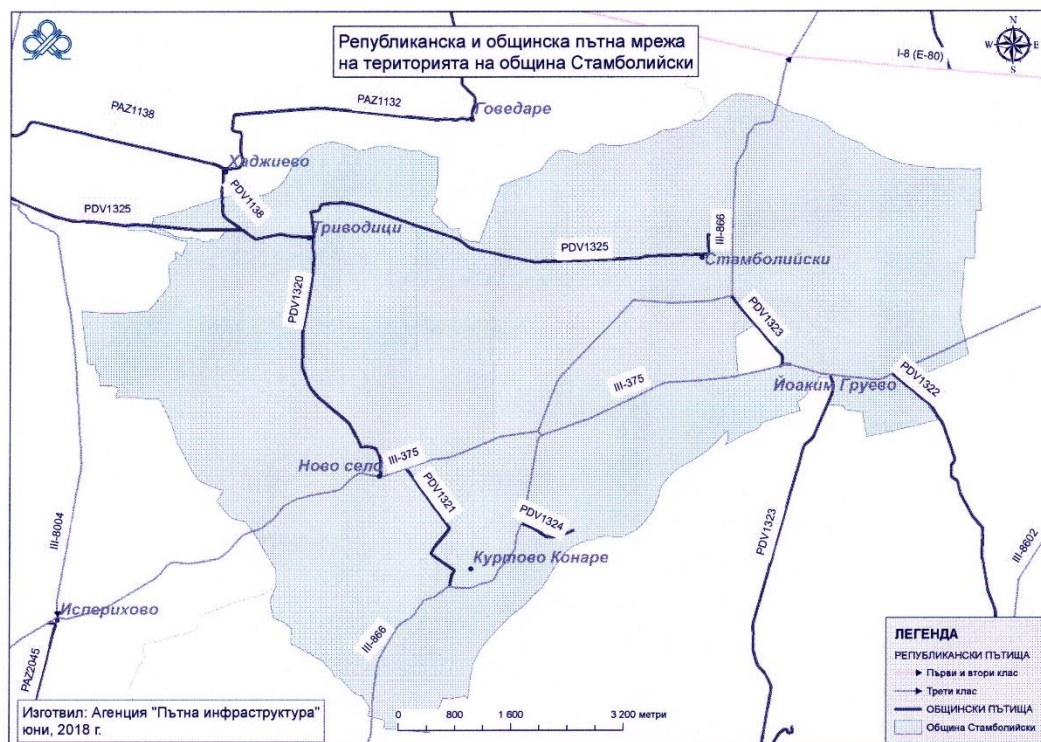 Републиканска и общинска пътна мрежа
на територията на община Стамболийски
N
W E
S
I-8 (E-80)
PAZ1138
PAZ1132
Говедаре
Хаджиево
PDV1138
PDV1325
Триводици
PDV1325
III-866
Стамболийски
PDV1320
PDV1323
III-375
Йоаким Груево
PDV1322
Ново село
III-375
PDV1321
PDV1324
PDV1323
Куртово Конаре
III-8004
III-8602
Исперихово
III-866
PAZ2045
ЛЕГЕНДА
РЕПУБЛИКАНСКИ ПЪТИЩА
Първи и втори клас
Трети клас
ОБЩИНСКИ ПЪТИЩА
Община Стамболийски
Изготвил: Агенция "Пътна инфраструктура"
юни, 2018 г.
0 800 1 600 3 200 метри